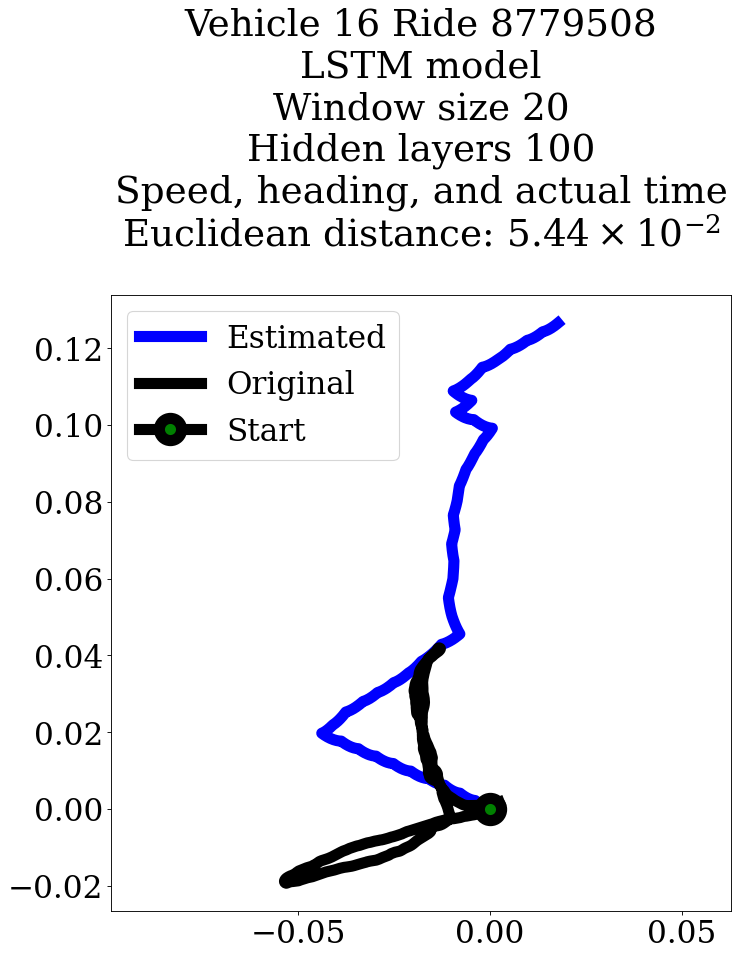 Vehicle 16 Ride 8779508
LSTM model
Window size 20
Hidden layers 100
Speed, heading, and actual time
Euclidean distance: 5.44 × 10⁻²
Estimated
Original
Start
0.12
0.10
0.08
0.06
0.04
0.02
0.00
−0.02
−0.05
0.00
0.05